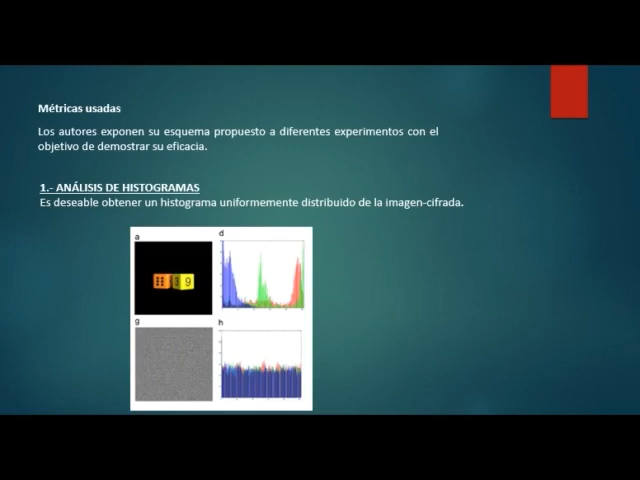 Métricas usadas
Los autores exponen su esquema propuesto a diferentes experimentos con el
objetivo de demostrar su eficacia.
1.- ANÁLISIS DE HISTOGRAMAS
Es deseable obtener un histograma uniformemente distribuido de la imagen-cifrada.
a
d
9
g
h